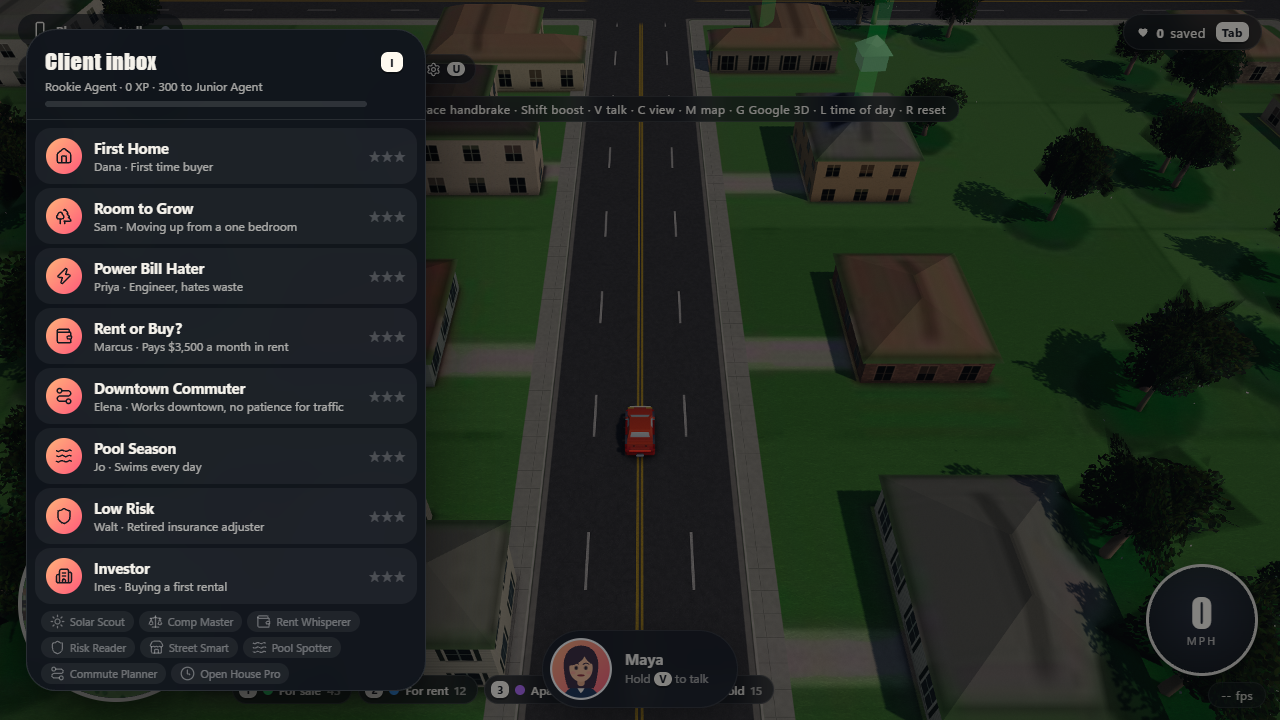 Client inbox
I
Rookie Agent · 0 XP · 300 to Junior Agent
First Home
Dana · First time buyer
Room to Grow
Sam · Moving up from a one bedroom
Power Bill Hater
Priya · Engineer, hates waste
Rent or Buy?
Marcus · Pays $3,500 a month in rent
Downtown Commuter
Elena · Works downtown, no patience for traffic
Pool Season
Jo · Swims every day
Low Risk
Walt · Retired insurance adjuster
Investor
Ines · Buying a first rental
Solar Scout
Comp Master
Rent Whisperer
Risk Reader
Street Smart
Pool Spotter
Commute Planner
Open House Pro
0 saved Tab
U
handbrake · Shift boost · V talk · C view · M map · G Google 3D · L time of day · R reset
Maya
Hold V to talk
For sale
For rent 12
3
15
0
MPH
-- fps